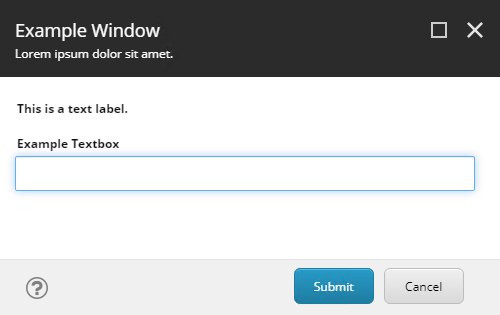 Example Window
Lorem ipsum dolor sit amet.
This is a text label.
Example Textbox
?
Submit
Cancel